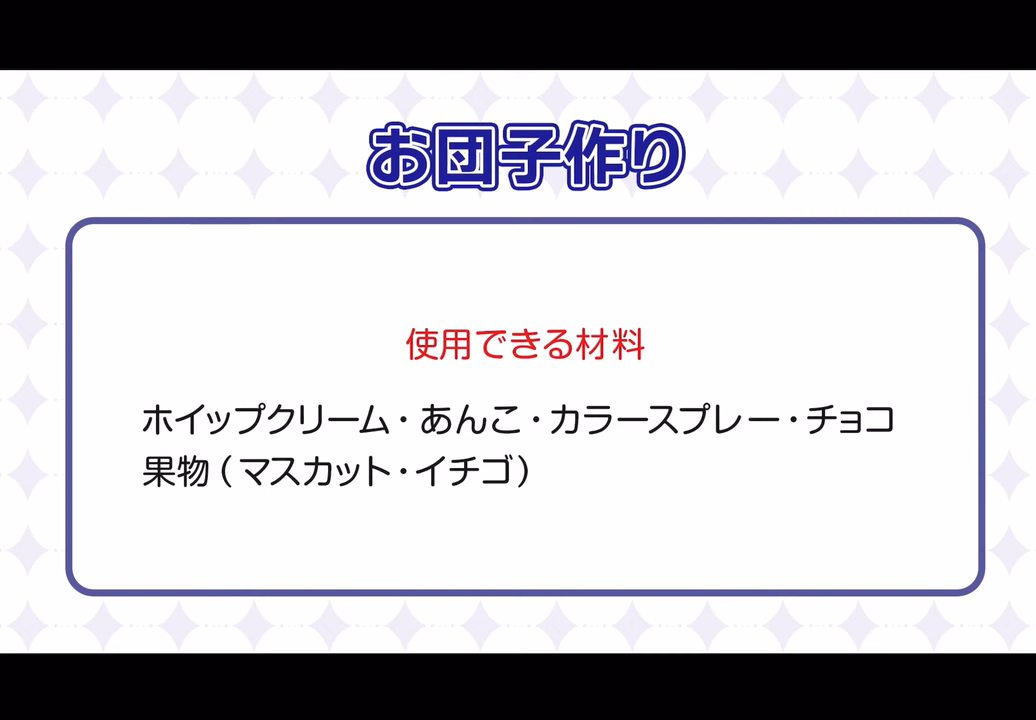 お団子作り
使用できる材料
ホイップクリーム・あんこ・カラースプレー・チョコ
果物(マスカット・イチゴ)